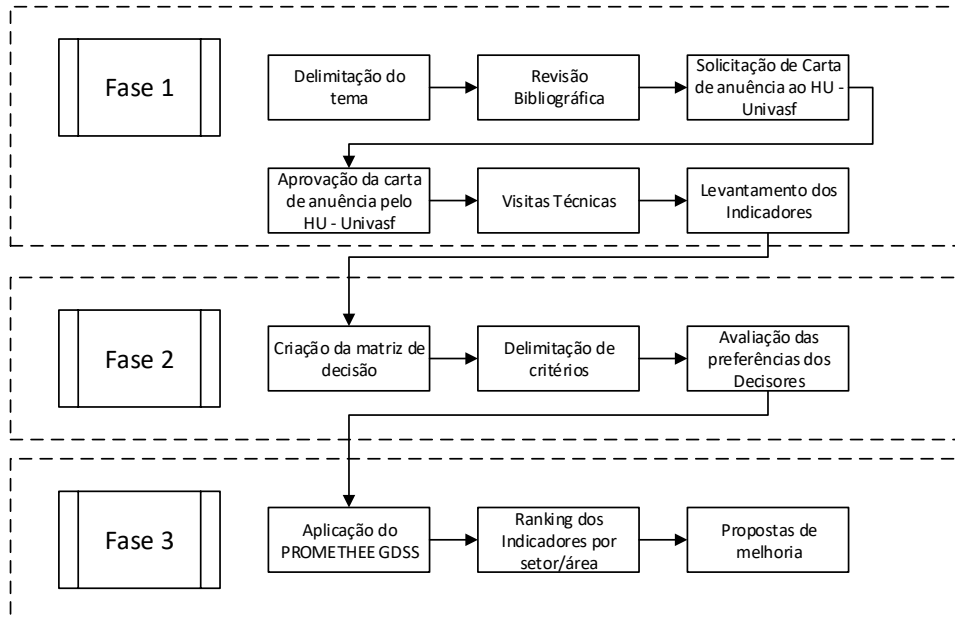 Fase 1
Delimitação do
tema
Revisão
Bibliográfica
Solicitação de Carta
de anuência ao HU -
Univasf
Aprovação da carta
de anuência pelo
HU - Univasf
Visitas Técnicas
Levantamento dos
Indicadores
Fase 2
Criação da matriz de
decisão
Delimitação de
critérios
Avaliação das
preferências dos
Decisores
Fase 3
Aplicação do
PROMETHEE GDSS
Ranking dos
Indicadores por
setor/área
Propostas de
melhoria